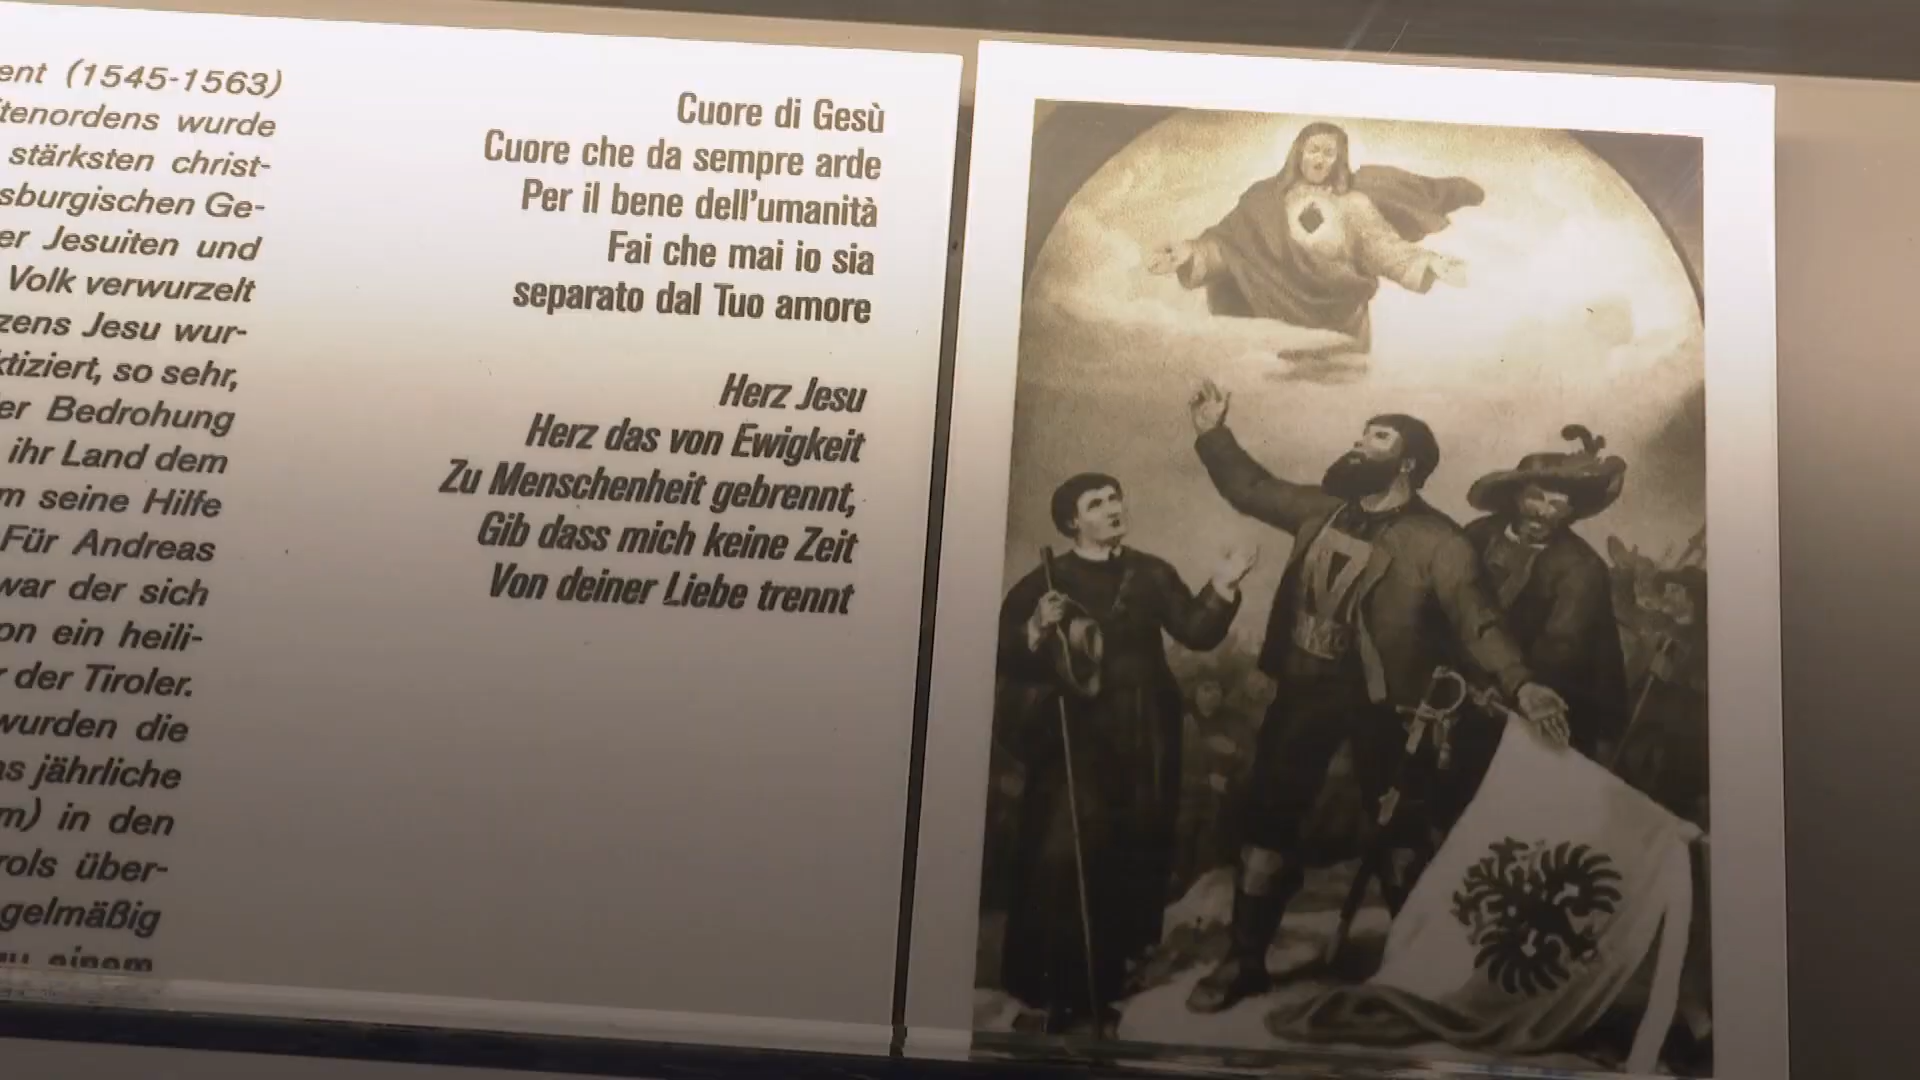 ent (1545-1563)
tenordens wurde
stärksten christ-
sburgischen Ge-
er Jesuiten und
Volk verwurzelt
zens Jesu wur-
ktiziert, so sehr,
er Bedrohung
ihr Land dem
m seine Hilfe
Für Andreas
war der sich
on ein heili-
r der Tiroler.
wurden die
as jährliche
m) in den
rols über-
gelmäßig
zu einem
Cuore di Gesù
Cuore che da sempre arde
Per il bene dell'umanità
Fai che mai io sia
separato dal Tuo amore
Herz Jesu
Herz das von Ewigkeit
Zu Menschenheit gebrennt,
Gib dass mich keine Zeit
Von deiner Liebe trennt